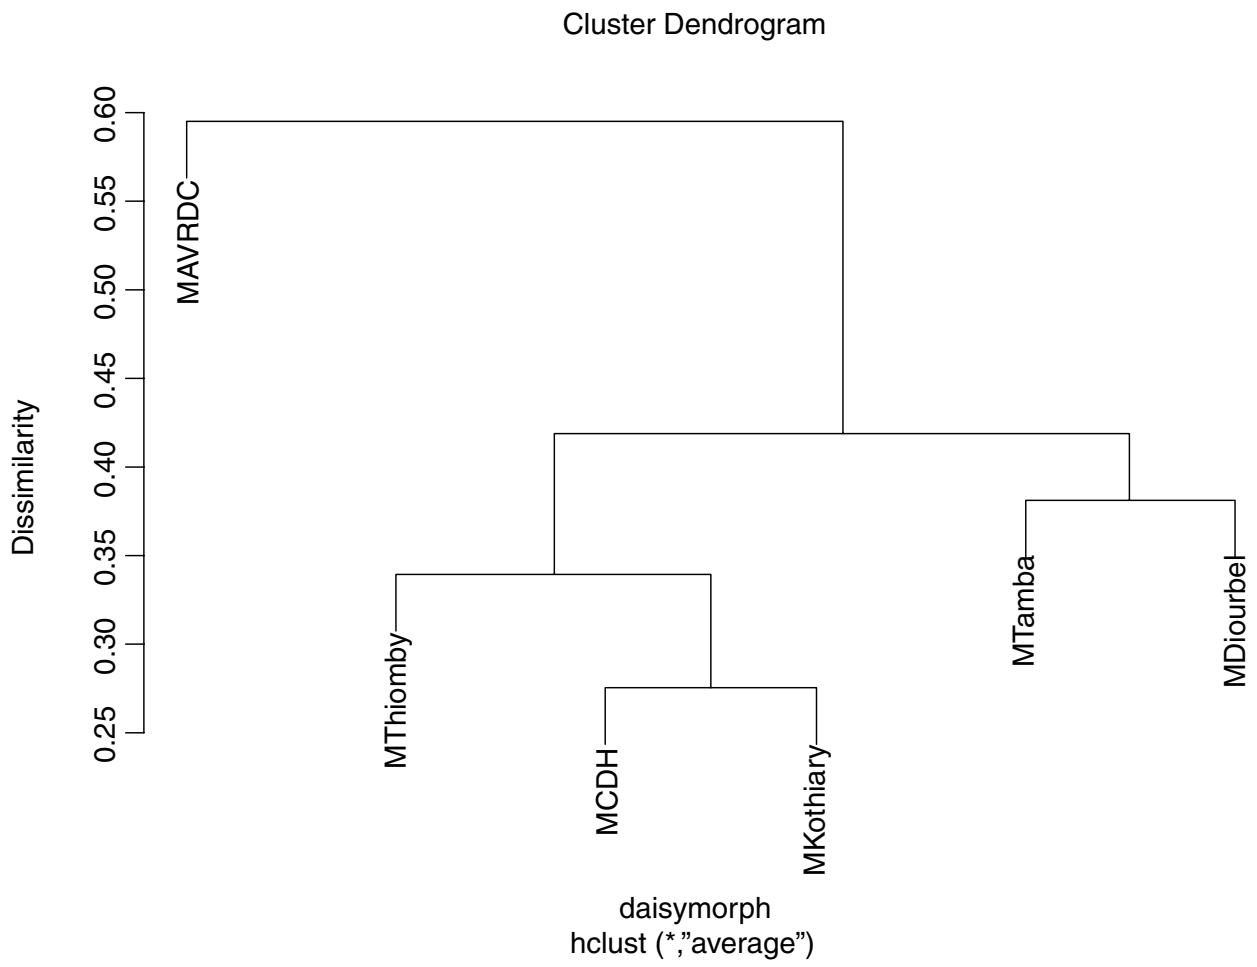 Cluster Dendrogram
Dissimilarity
0.60
0.55
0.50
0.45
0.40
0.35
0.30
0.25
MAVRDC
MThiomby
MCDH
MKothiary
MTamba
MDiourbel
daisymorph
hclust (*,”average”)